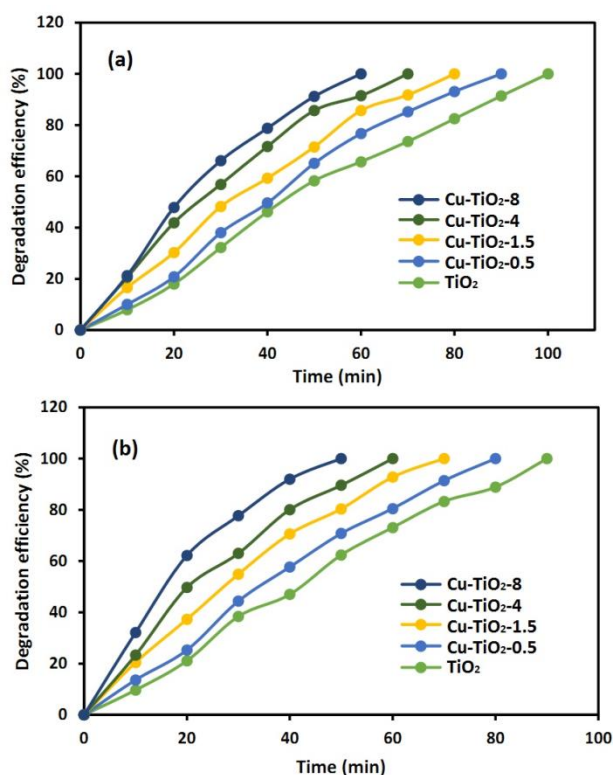 120
(a)
100
80
60
40
20
0
Degradation efficiency (%)
Cu-TiO₂-8
Cu-TiO₂-4
Cu-TiO₂-1.5
Cu-TiO₂-0.5
TiO₂
0 20 40 60 80 100
Time (min)
120
(b)
100
80
60
40
20
0
Degradation efficiency (%)
Cu-TiO₂-8
Cu-TiO₂-4
Cu-TiO₂-1.5
Cu-TiO₂-0.5
TiO₂
0 20 40 60 80 100
Time (min)